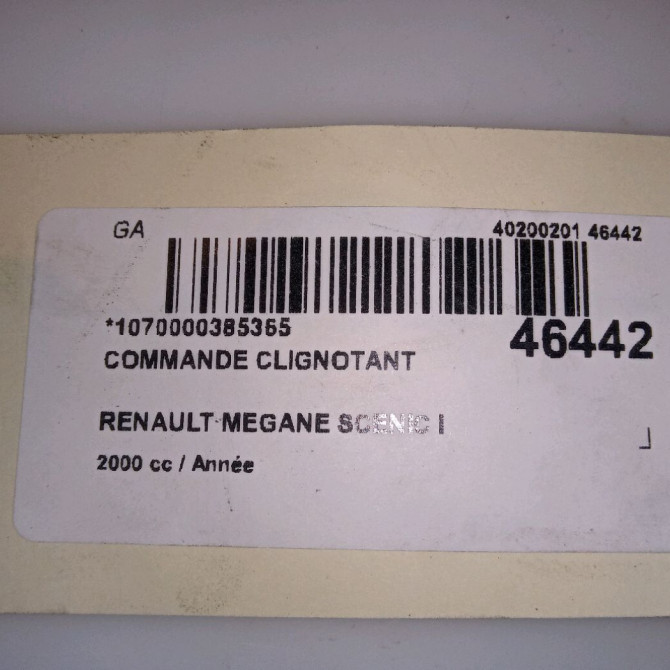 GA
40200201 46442
*1070000385365
46442
COMMANDE CLIGNOTANT
RENAULT MEGANE SCENIC I
2000 cc / Année